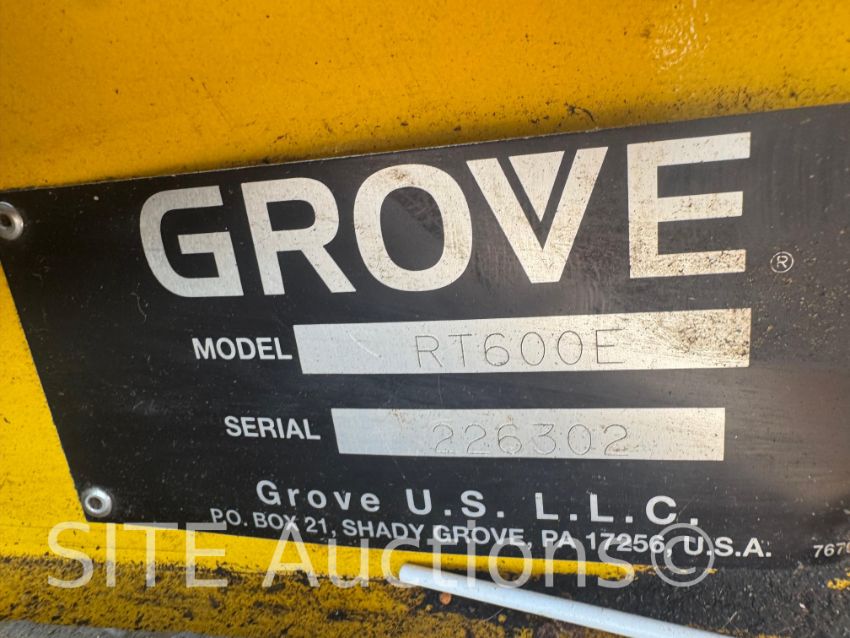 GROVE®
MODEL RT600E
SERIAL 226302
Grove U.S. L.L.C.
P.O. BOX 21, SHADY GROVE, PA 17256, U.S.A.
SITE Auctions©